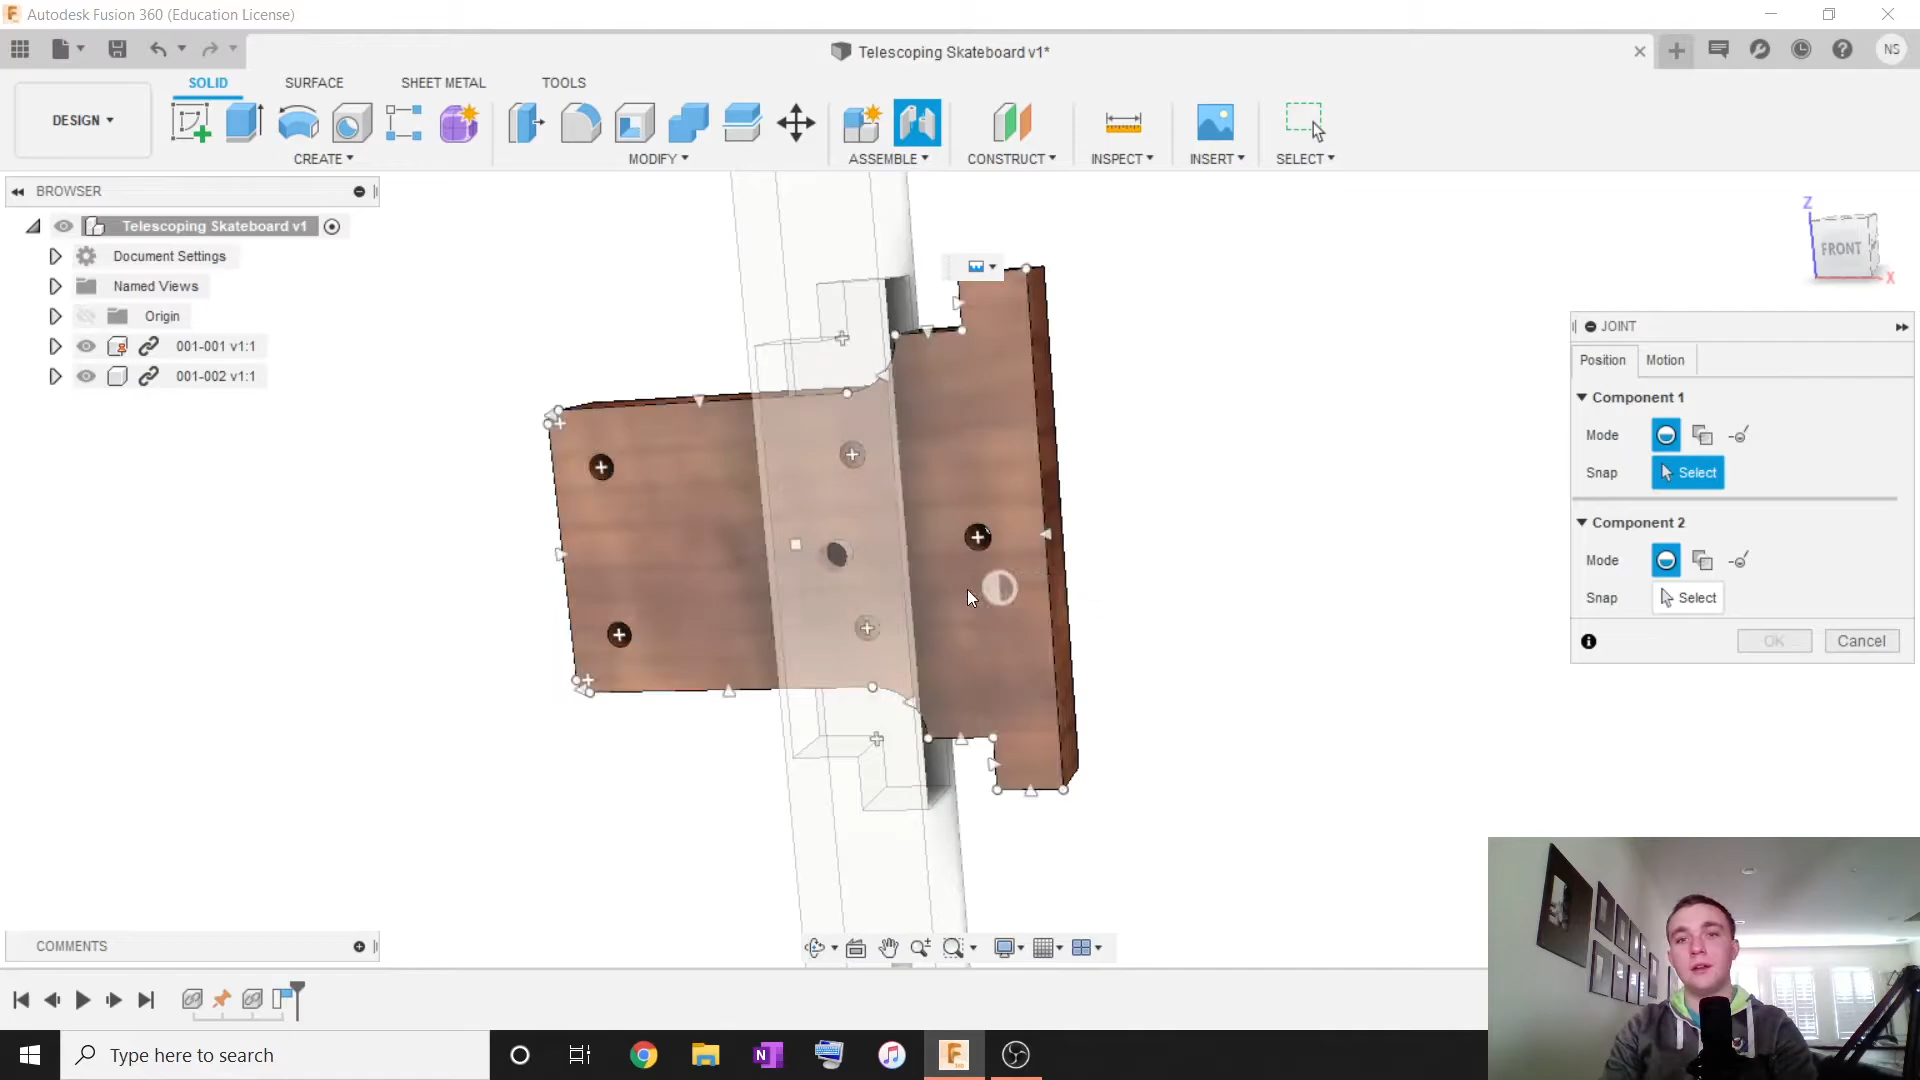 Autodesk Fusion 360 (Education License)
Telescoping Skateboard v1*
NS
SOLID
SURFACE
SHEET METAL
TOOLS
DESIGN
CREATE
MODIFY
ASSEMBLE
CONSTRUCT
INSPECT
INSERT
SELECT
BROWSER
Telescoping Skateboard v1
Document Settings
Named Views
Origin
001-001 v1:1
001-002 v1:1
Z
FRONT
X
JOINT
Position
Motion
Component 1
Mode
Snap
Select
Component 2
Mode
Snap
Select
OK
Cancel
COMMENTS
Type here to search